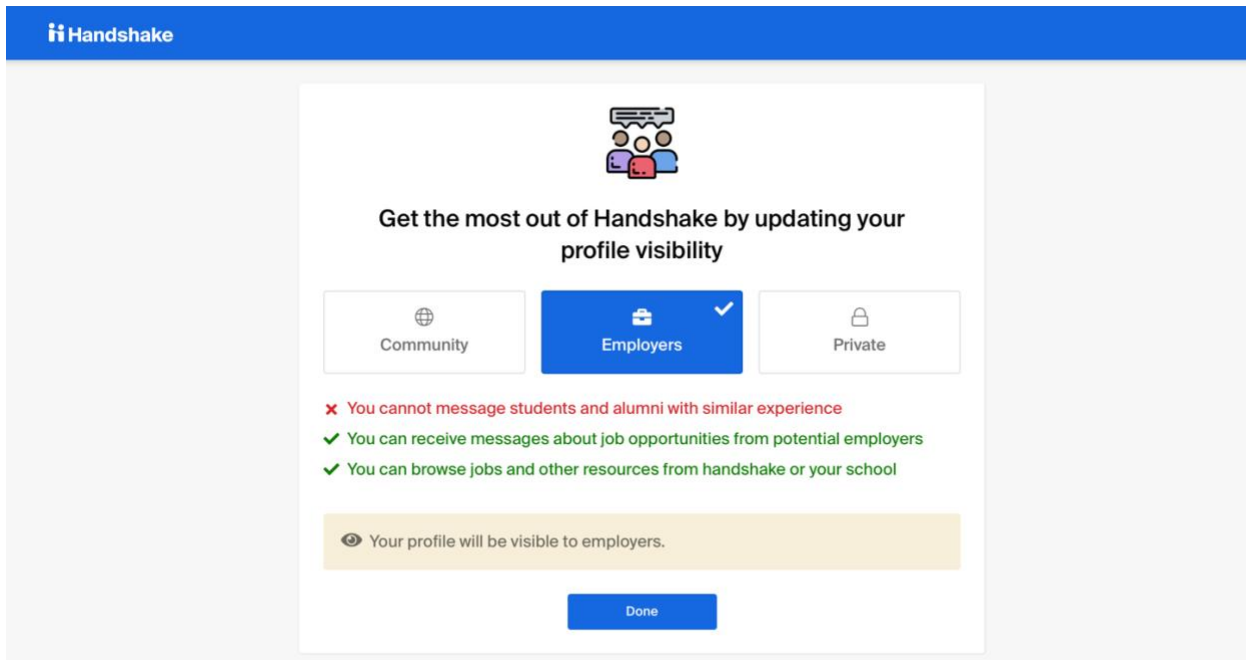 Handshake
Get the most out of Handshake by updating your
profile visibility
Community
Employers
Private
You cannot message students and alumni with similar experience
You can receive messages about job opportunities from potential employers
You can browse jobs and other resources from handshake or your school
Your profile will be visible to employers.
Done